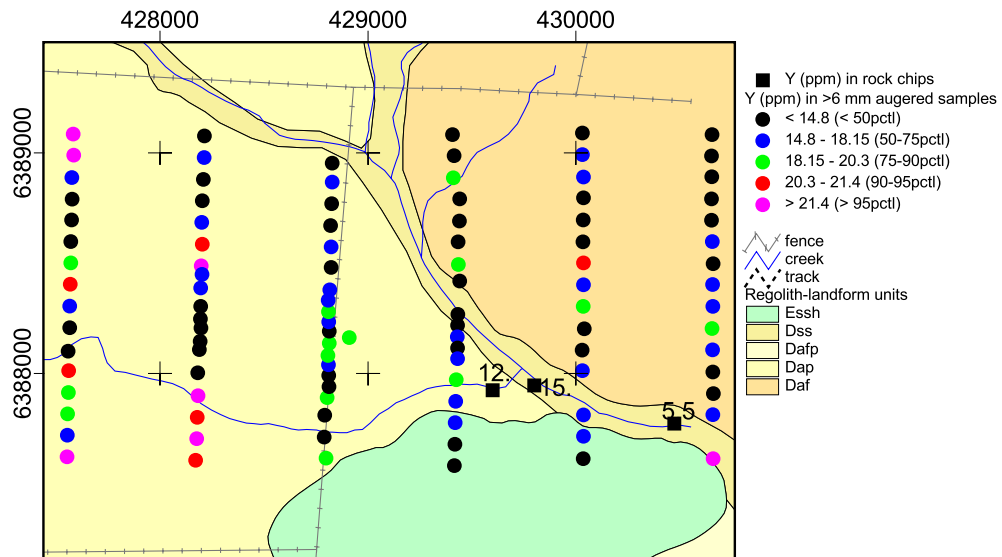 428000 429000 430000
6389000
6388000
12.
15.
5.5
Y (ppm) in rock chips
Y (ppm) in >6 mm augered samples
< 14.8 (< 50pctl)
14.8 - 18.15 (50-75pctl)
18.15 - 20.3 (75-90pctl)
20.3 - 21.4 (90-95pctl)
> 21.4 (> 95pctl)
fence
creek
track
Regolith-landform units
Essh
Dss
Dafp
Dap
Daf